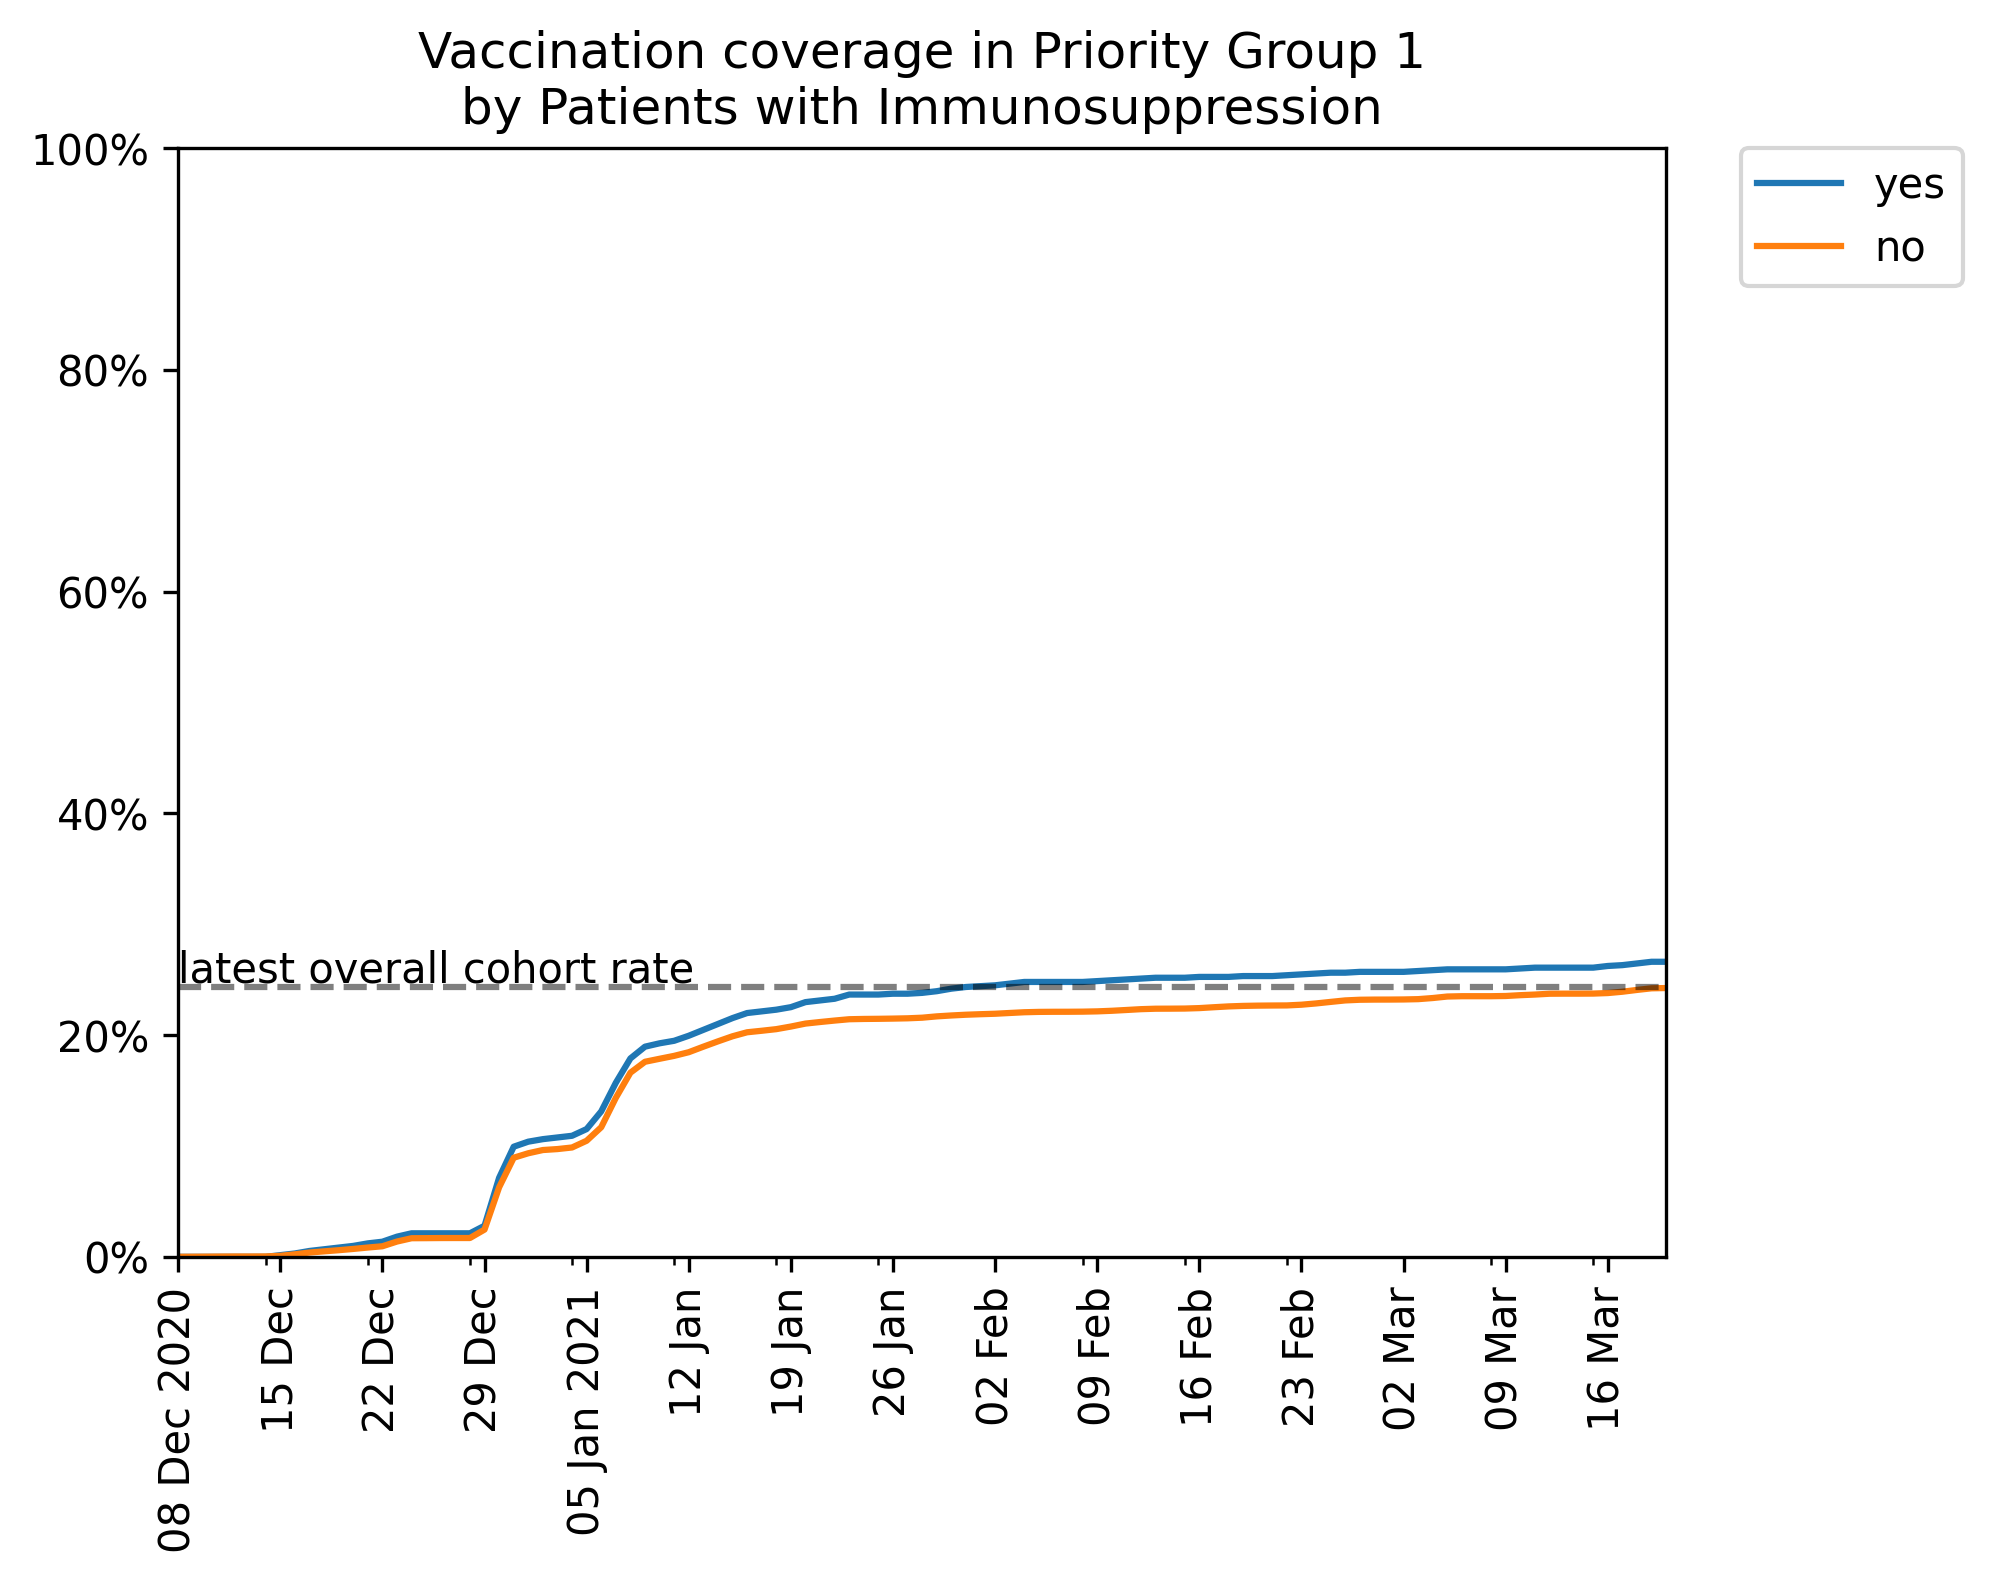 Vaccination coverage in Priority Group 1
by Patients with Immunosuppression
100%
80%
60%
40%
20%
0%
latest overall cohort rate
yes
no
08 Dec 2020
15 Dec
22 Dec
29 Dec
05 Jan 2021
12 Jan
19 Jan
26 Jan
02 Feb
09 Feb
16 Feb
23 Feb
02 Mar
09 Mar
16 Mar